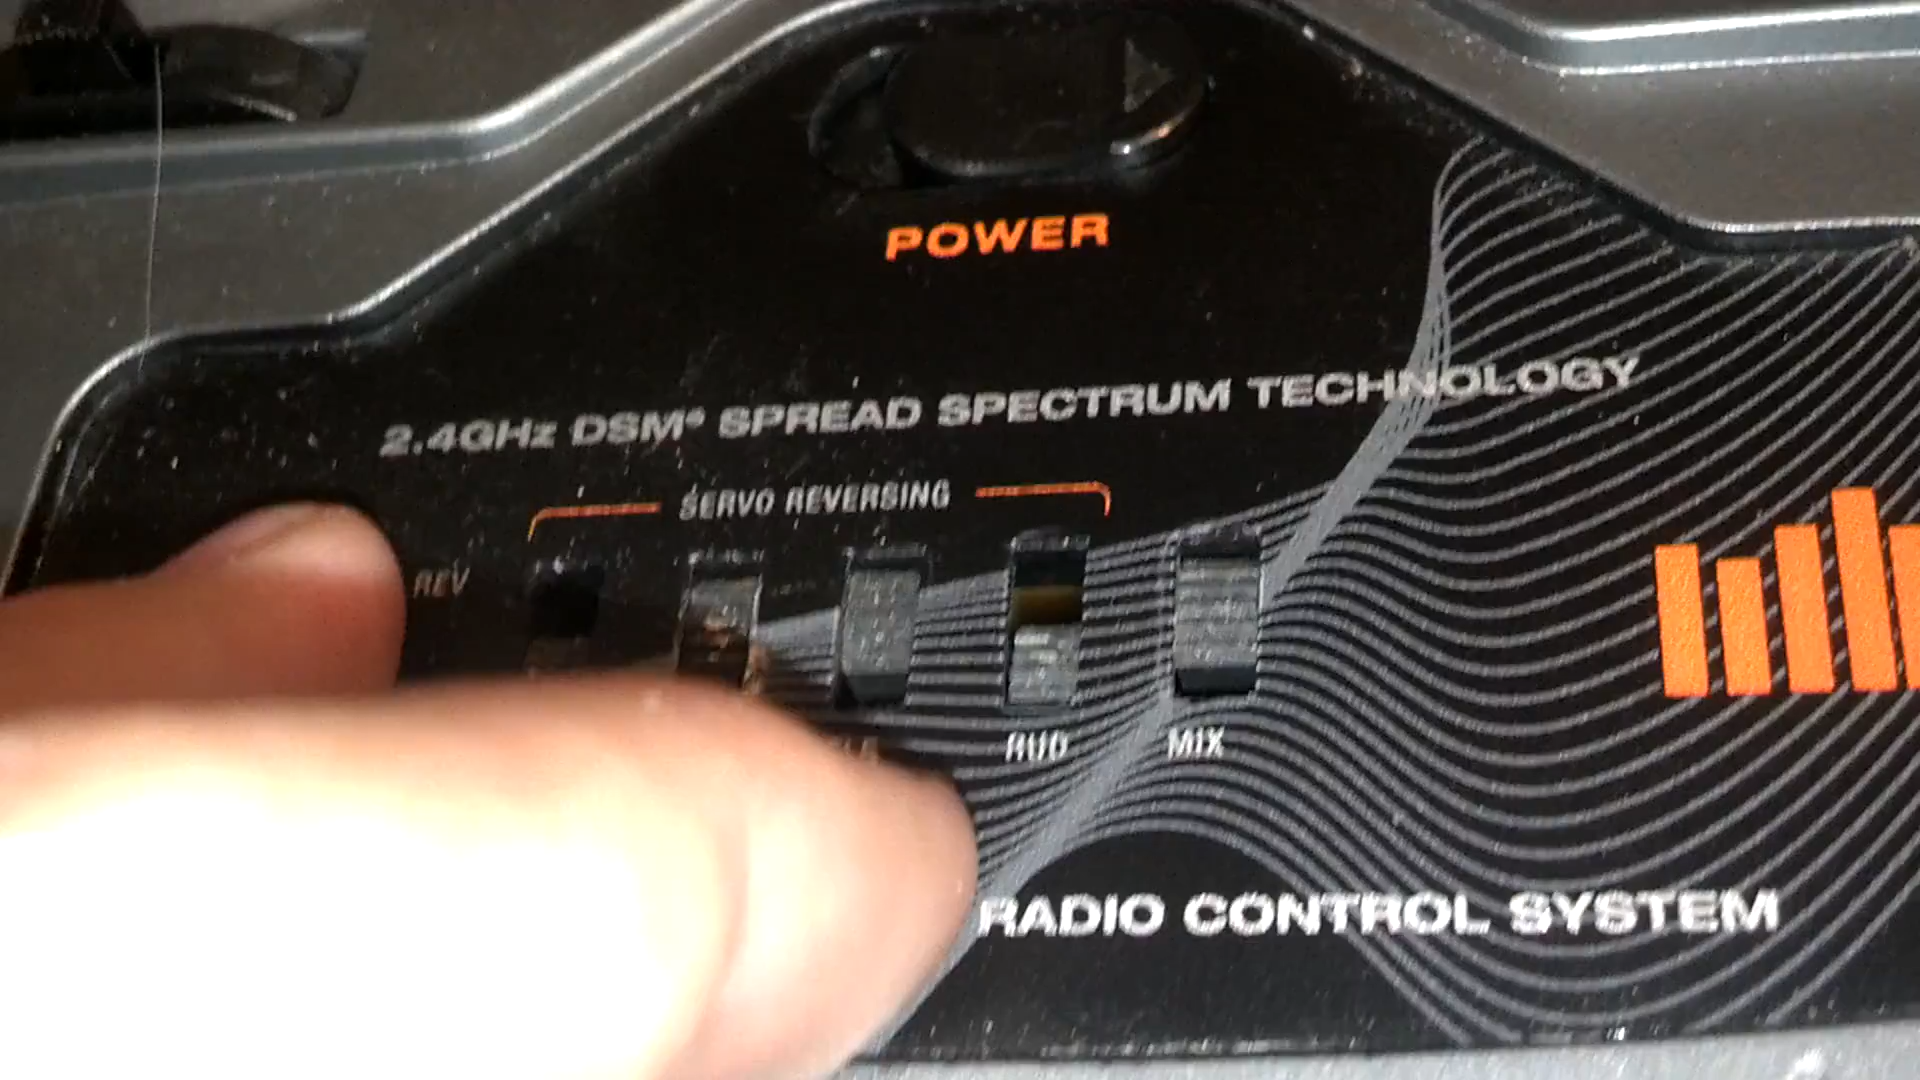 POWER
2.4GHz DSM® SPREAD SPECTRUM TECHNOLOGY
SERVO REVERSING
REV
RUD MIX
RADIO CONTROL SYSTEM